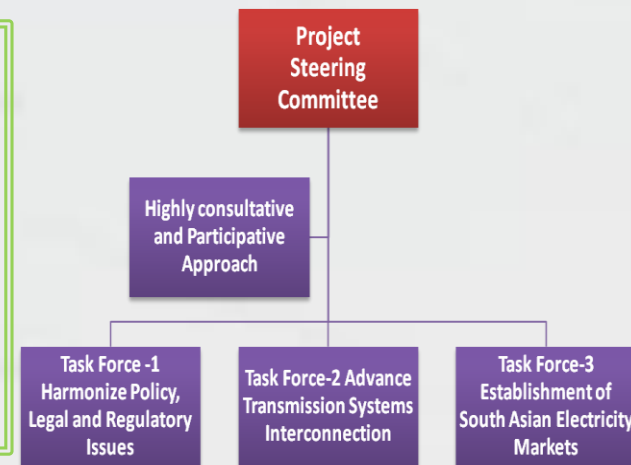 Project
Steering
Committee
Highly consultative
and Participative
Approach
Task Force -1
Harmonize Policy,
Legal and Regulatory
Issues
Task Force-2 Advance
Transmission Systems
Interconnection
Task Force-3
Establishment of
South Asian Electricity
Markets